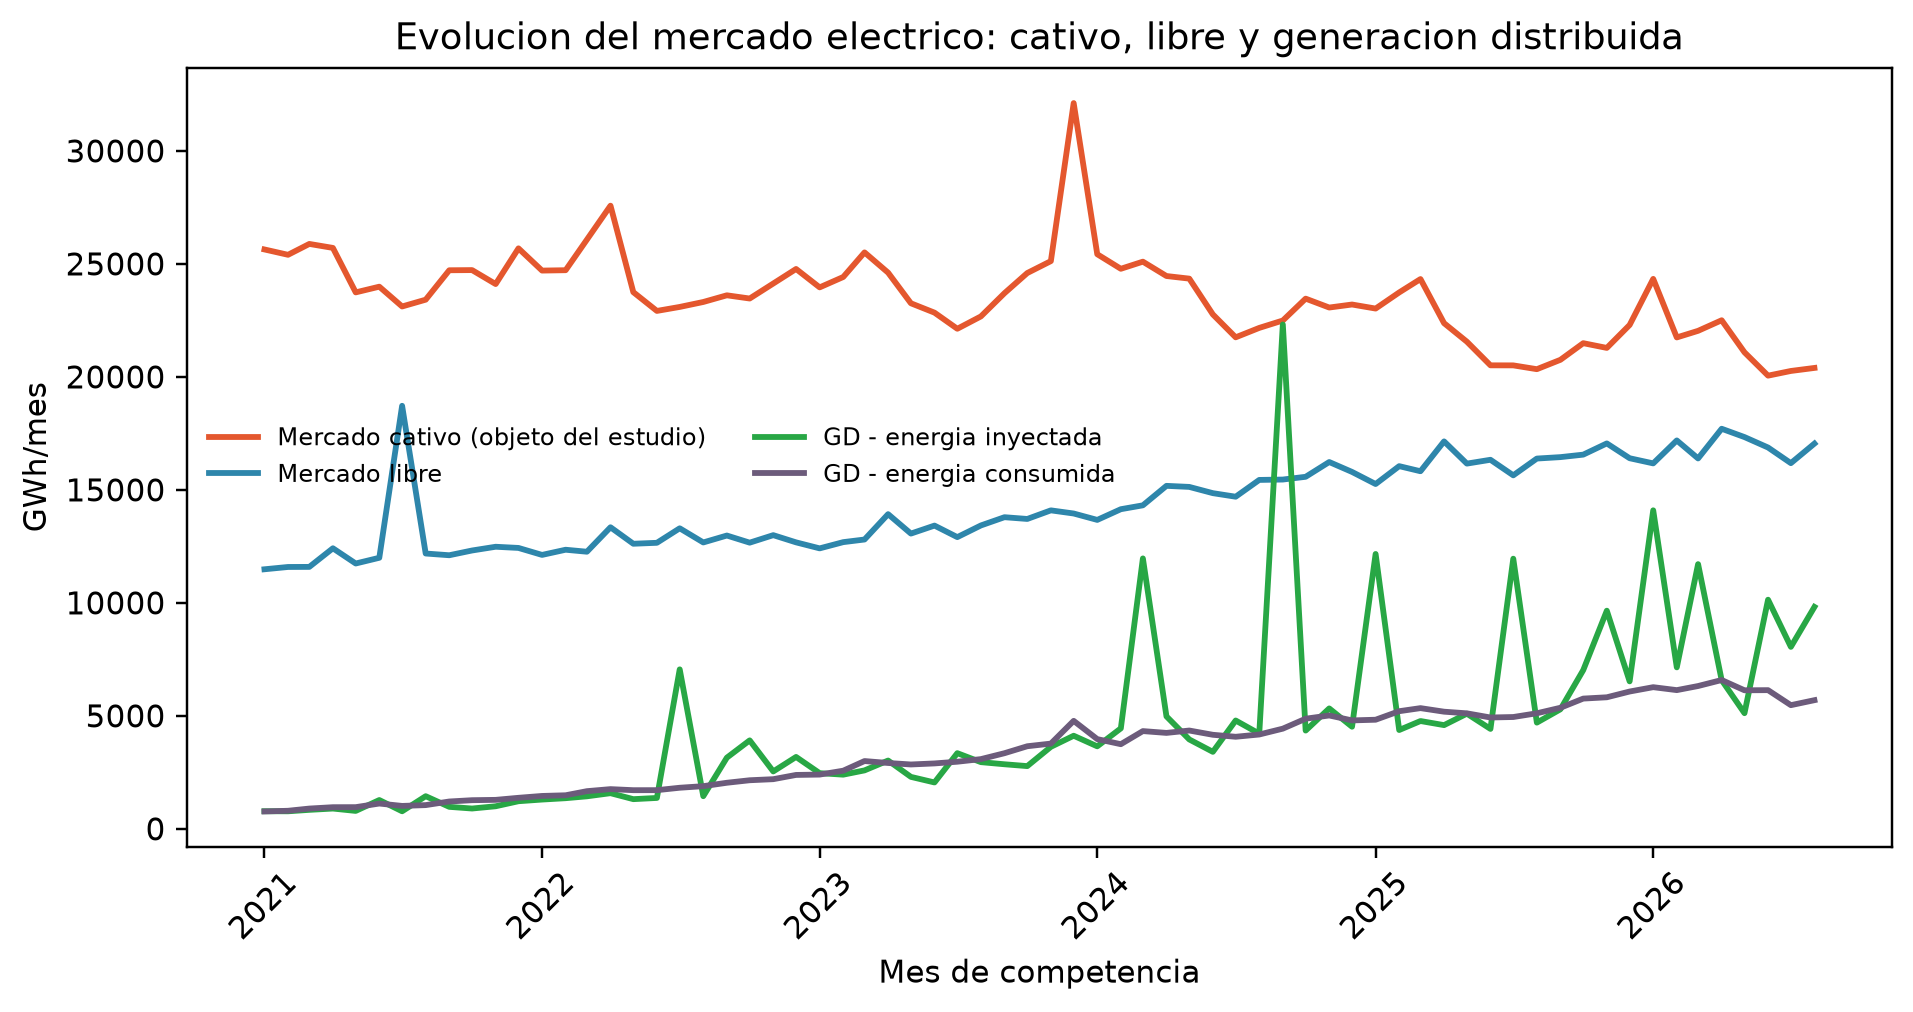 Evolucion del mercado electrico: cativo, libre y generacion distribuida
GWh/mes
30000
25000
20000
15000
10000
5000
0
Mercado cativo (objeto del estudio)
Mercado libre
GD - energia inyectada
GD - energia consumida
2021
2022
2023
2024
2025
2026
Mes de competencia